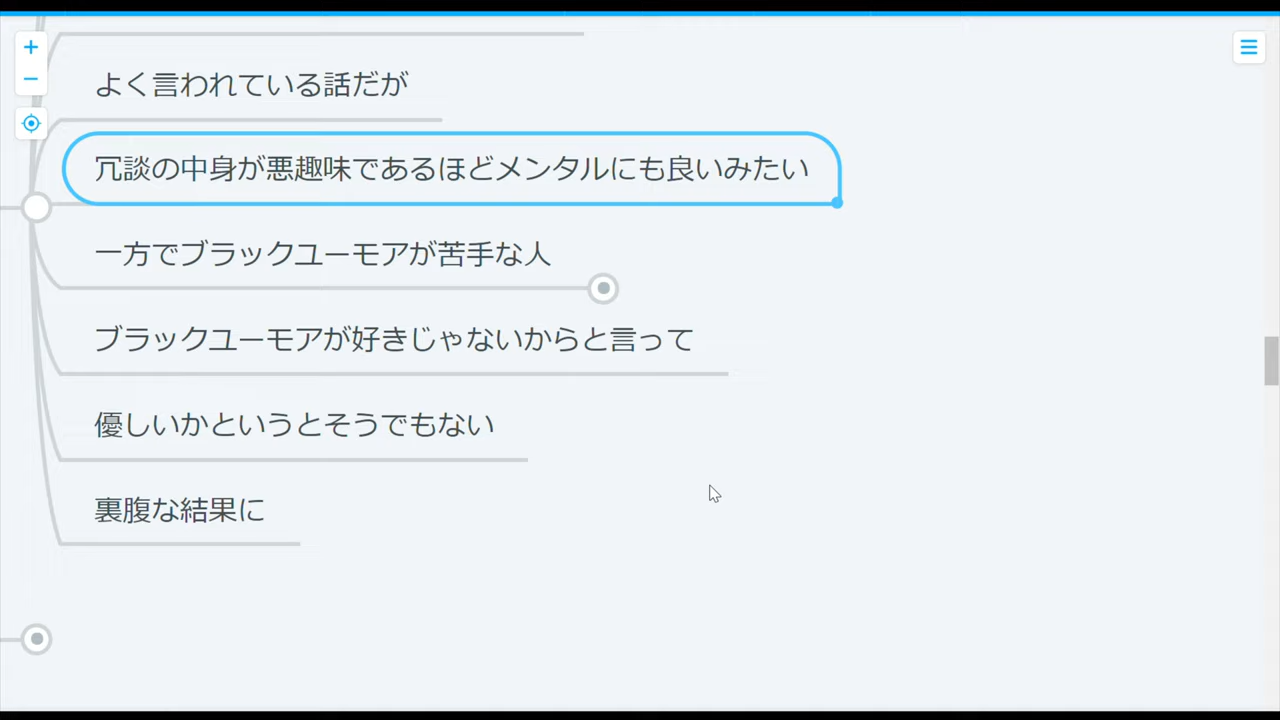 よく言われている話だが
冗談の中身が悪趣味であるほどメンタルにも良いみたい
一方でブラックユーモアが苦手な人
ブラックユーモアが好きじゃないからと言って
優しいかというとそうでもない
裏腹な結果に